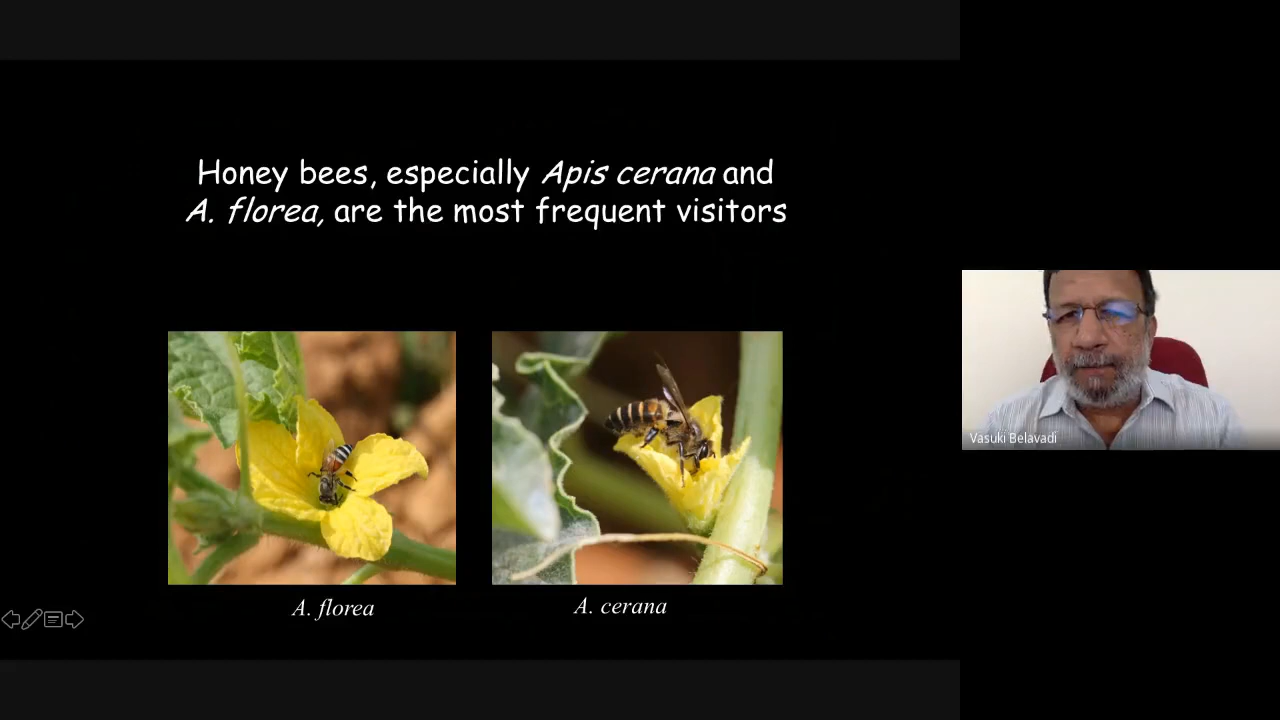 Honey bees, especially Apis cerana and
A. florea, are the most frequent visitors
A. florea
A. cerana
Vasuki Belavadi